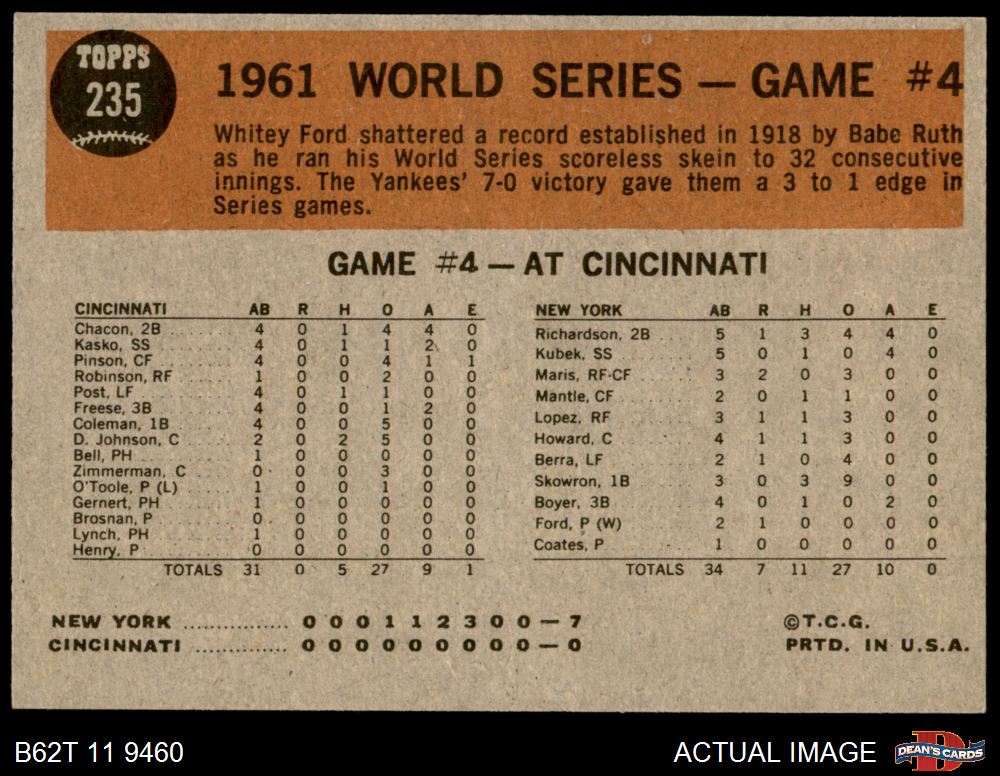 TOPPS
235
1961 WORLD SERIES — GAME #4
Whitey Ford shattered a record established in 1918 by Babe Ruth
as he ran his World Series scoreless skein to 32 consecutive
innings. The Yankees' 7-0 victory gave them a 3 to 1 edge in
Series games.
GAME #4 — AT CINCINNATI
CINCINNATI AB R H O A E
Chacon, 2B 4 0 1 4 4 0
Kasko, SS 4 0 1 1 2 0
Pinson, CF 4 0 0 4 1 1
Robinson, RF 1 0 0 2 0 0
Post, LF 4 0 1 1 0 0
Freese, 3B 4 0 0 1 2 0
Coleman, 1B 4 0 0 5 0 0
D. Johnson, C 2 0 2 5 0 0
Bell, PH 1 0 0 0 0 0
Zimmerman, C 0 0 0 3 0 0
O'Toole, P (L) 1 0 0 1 0 0
Gernert, PH 1 0 0 0 0 0
Brosnan, P 0 0 0 0 0 0
Lynch, PH 1 0 0 0 0 0
Henry, P 0 0 0 0 0 0
TOTALS 31 0 5 27 9 1
NEW YORK AB R H O A E
Richardson, 2B 5 1 3 4 4 0
Kubek, SS 5 0 1 0 4 0
Maris, RF-CF 3 2 0 3 0 0
Mantle, CF 2 0 1 1 0 0
Lopez, RF 3 1 1 3 0 0
Howard, C 4 1 1 3 0 0
Berra, LF 2 1 0 4 0 0
Skowron, 1B 3 0 3 9 0 0
Boyer, 3B 4 0 1 0 2 0
Ford, P (W) 2 1 0 0 0 0
Coates, P 1 0 0 0 0 0
TOTALS 34 7 11 27 10 0
NEW YORK ............... 0 0 0 1 1 2 3 0 0 — 7
CINCINNATI ............. 0 0 0 0 0 0 0 0 0 — 0
©T.C.G.
PRTD. IN U.S.A.
B62T 11 9460
ACTUAL IMAGE
DEAN'S CARDS